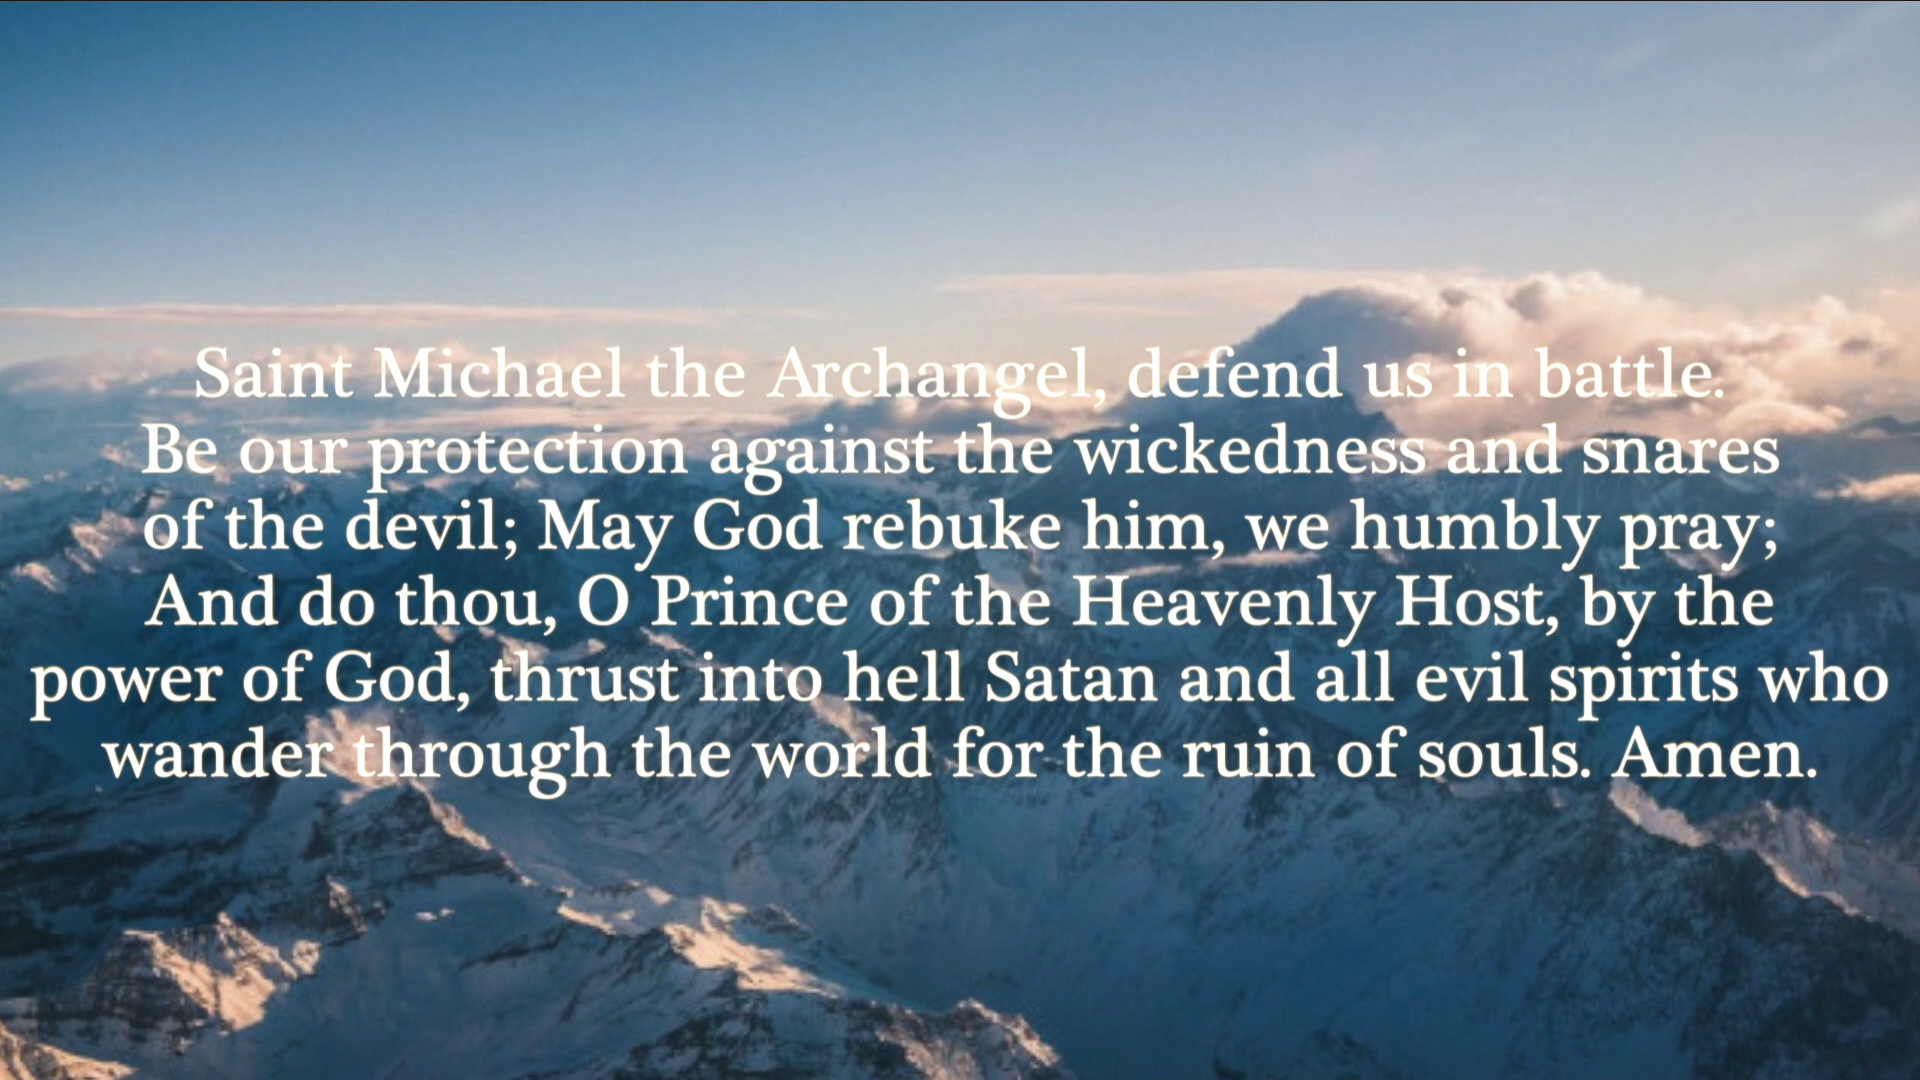 Saint Michael the Archangel, defend us in battle.
Be our protection against the wickedness and snares
of the devil; May God rebuke him, we humbly pray;
And do thou, O Prince of the Heavenly Host, by the
power of God, thrust into hell Satan and all evil spirits who
wander through the world for the ruin of souls. Amen.